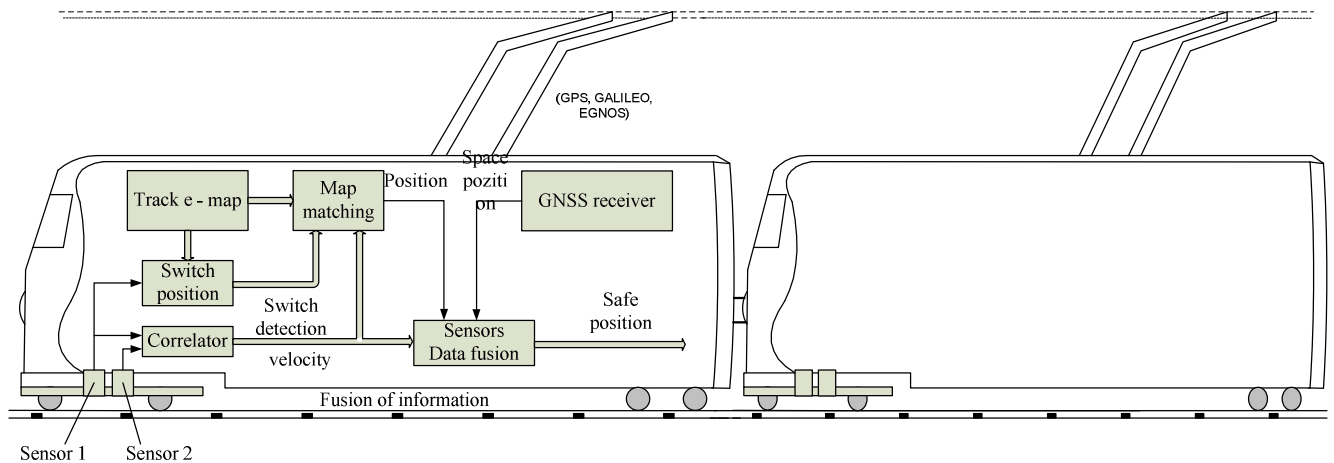 (GPS, GALILEO,
EGNOS)
Space
poziti
on
Position
Track e - map
Map
matching
GNSS receiver
Switch
position
Switch
detection
velocity
Correlator
Sensors
Data fusion
Safe
position
Fusion of information
Sensor 1
Sensor 2